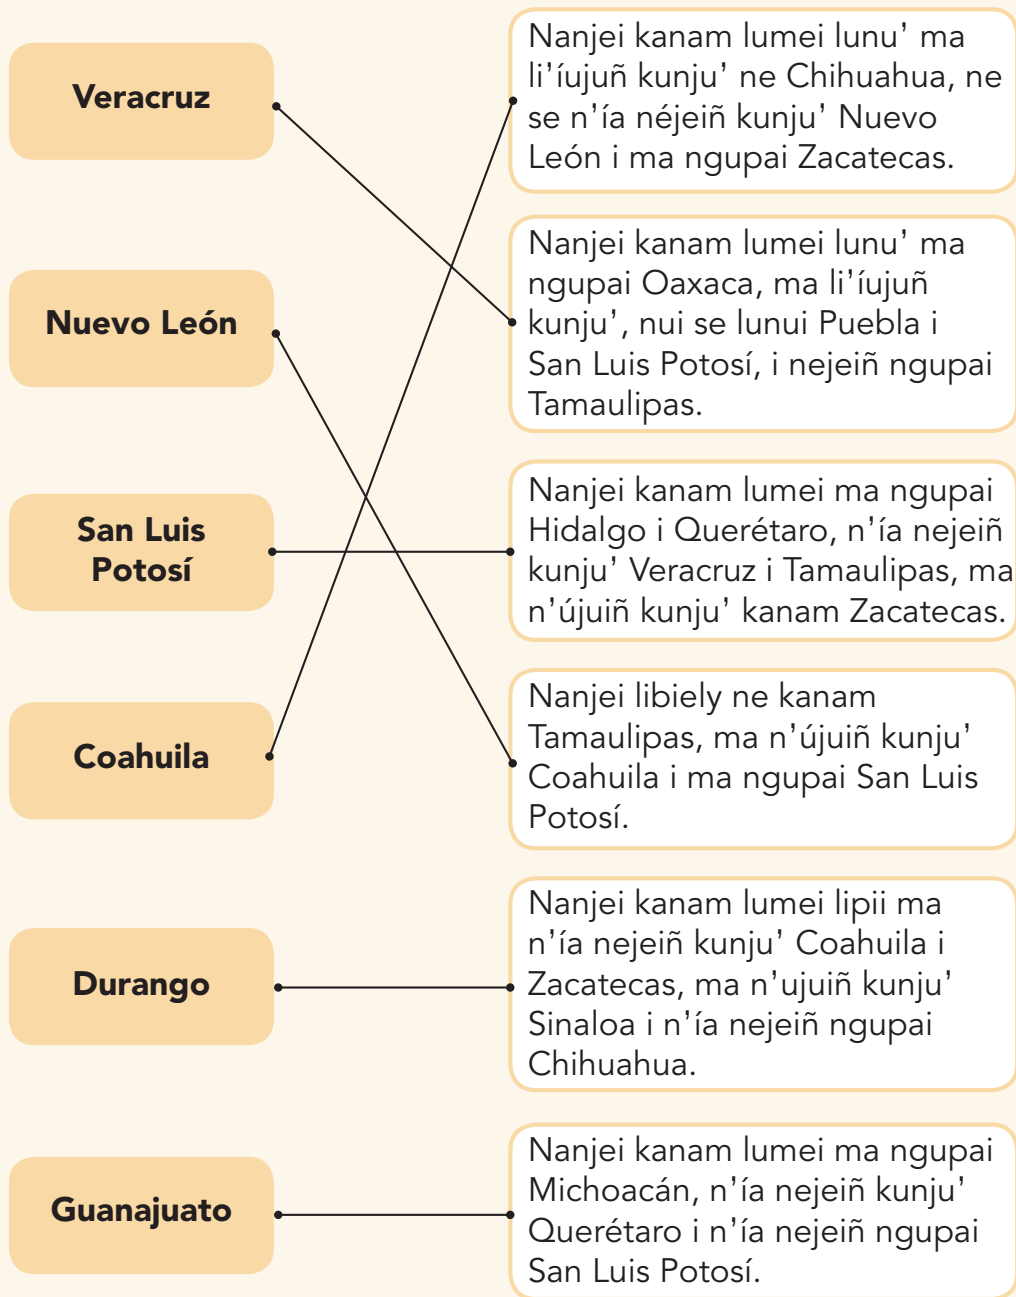 Veracruz
Nuevo León
San Luis
Potosí
Coahuila
Durango
Guanajuato
Nanjei kanam lumei lunu’ ma
li’íujuñ kunju’ ne Chihuahua, ne
se n’ía néjeiñ kunju’ Nuevo
León i ma ngupai Zacatecas.
Nanjei kanam lumei lunu’ ma
ngupai Oaxaca, ma li’íujuñ
kunju’, nui se lunui Puebla i
San Luis Potosí, i nejeiñ ngupai
Tamaulipas.
Nanjei kanam lumei ma ngupai
Hidalgo i Querétaro, n’ía nejeiñ
kunju’ Veracruz i Tamaulipas, ma
n’újuiñ kunju’ kanam Zacatecas.
Nanjei libiely ne kanam
Tamaulipas, ma n’újuiñ kunju’
Coahuila i ma ngupai San Luis
Potosí.
Nanjei kanam lumei lipii ma
n’ía nejeiñ kunju’ Coahuila i
Zacatecas, ma n’ujuiñ kunju’
Sinaloa i n’ía nejeiñ ngupai
Chihuahua.
Nanjei kanam lumei ma ngupai
Michoacán, n’ía nejeiñ kunju’
Querétaro i n’ía nejeiñ ngupai
San Luis Potosí.